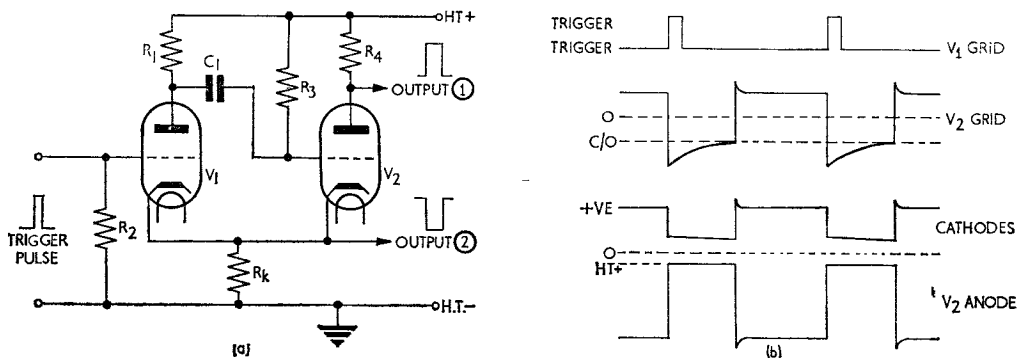 HT+
R1
C1
R3
R4
OUTPUT 1
V1
V2
TRIGGER
PULSE
R2
OUTPUT 2
Rk
H.T.-
(a)
TRIGGER
TRIGGER
V1 GRID
O
V2 GRID
C/O
+VE
CATHODES
O
HT+
V2 ANODE
(b)